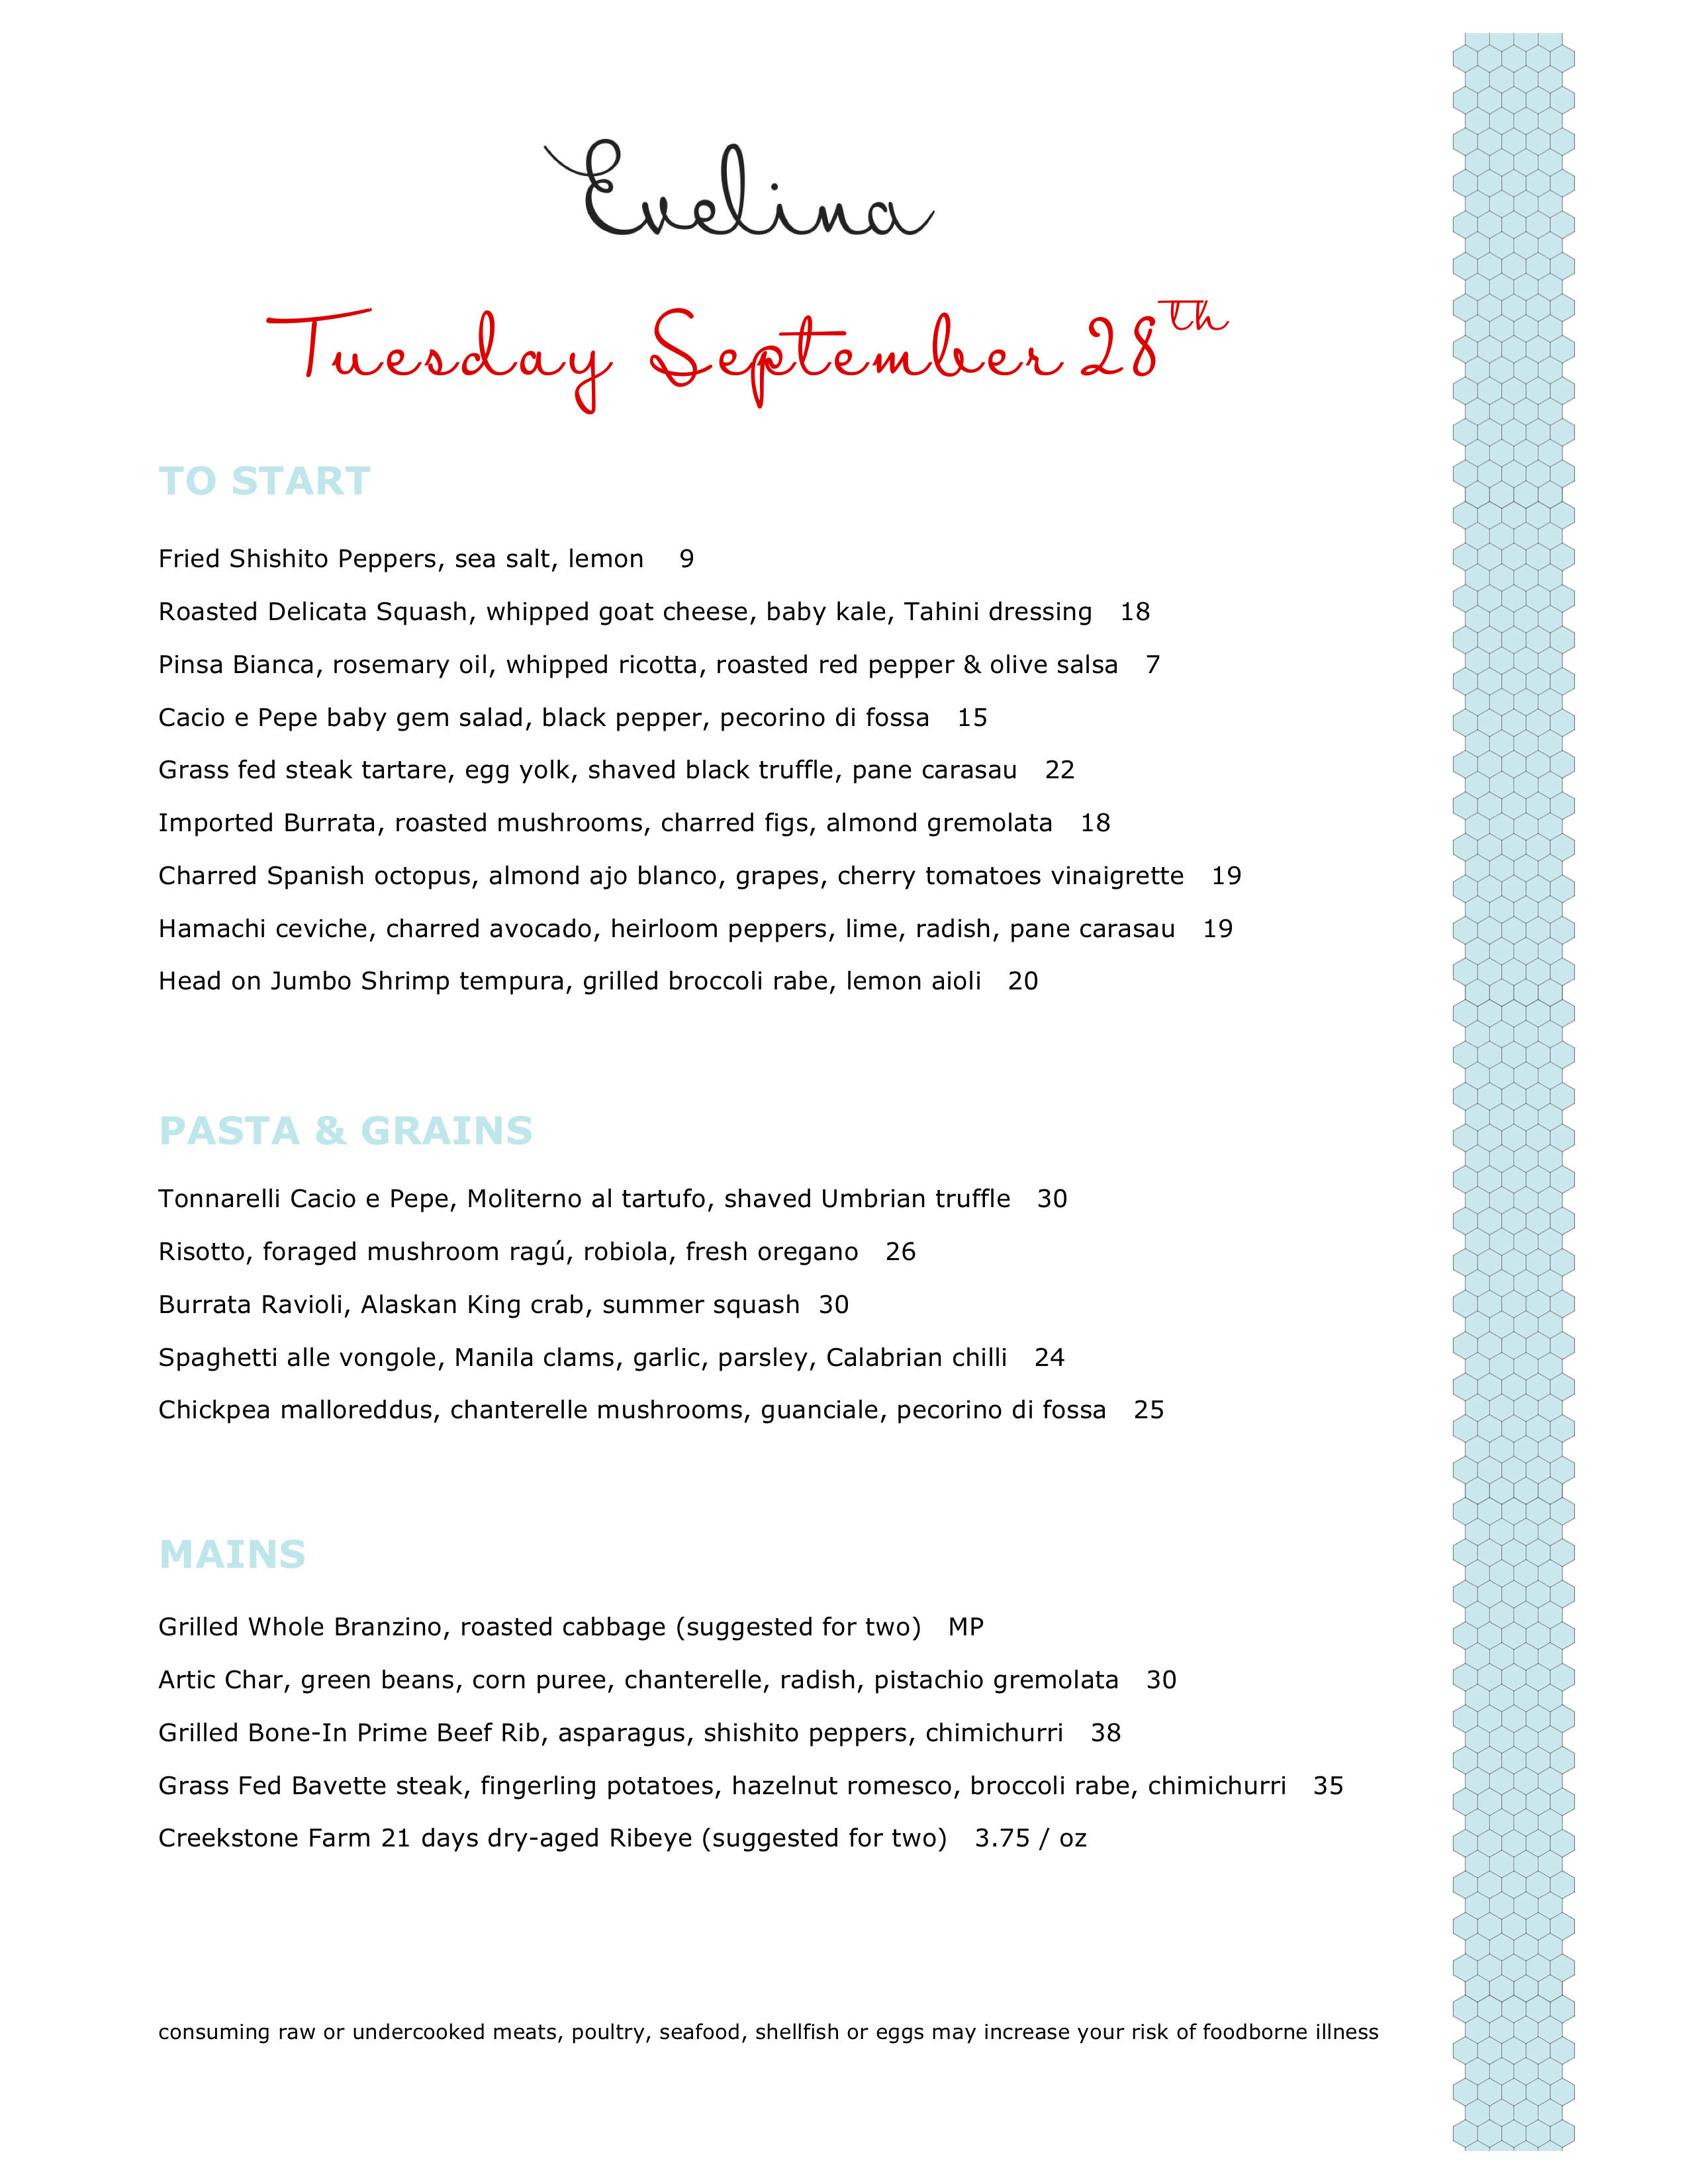 Evelina
Tuesday September 28th
TO START
Fried Shishito Peppers, sea salt, lemon 9
Roasted Delicata Squash, whipped goat cheese, baby kale, Tahini dressing 18
Pinsa Bianca, rosemary oil, whipped ricotta, roasted red pepper & olive salsa 7
Cacio e Pepe baby gem salad, black pepper, pecorino di fossa 15
Grass fed steak tartare, egg yolk, shaved black truffle, pane carasau 22
Imported Burrata, roasted mushrooms, charred figs, almond gremolata 18
Charred Spanish octopus, almond ajo blanco, grapes, cherry tomatoes vinaigrette 19
Hamachi ceviche, charred avocado, heirloom peppers, lime, radish, pane carasau 19
Head on Jumbo Shrimp tempura, grilled broccoli rabe, lemon aioli 20
PASTA & GRAINS
Tonnarelli Cacio e Pepe, Moliterno al tartufo, shaved Umbrian truffle 30
Risotto, foraged mushroom ragú, robiola, fresh oregano 26
Burrata Ravioli, Alaskan King crab, summer squash 30
Spaghetti alle vongole, Manila clams, garlic, parsley, Calabrian chilli 24
Chickpea malloreddus, chanterelle mushrooms, guanciale, pecorino di fossa 25
MAINS
Grilled Whole Branzino, roasted cabbage (suggested for two) MP
Artic Char, green beans, corn puree, chanterelle, radish, pistachio gremolata 30
Grilled Bone-In Prime Beef Rib, asparagus, shishito peppers, chimichurri 38
Grass Fed Bavette steak, fingerling potatoes, hazelnut romesco, broccoli rabe, chimichurri 35
Creekstone Farm 21 days dry-aged Ribeye (suggested for two) 3.75 / oz
consuming raw or undercooked meats, poultry, seafood, shellfish or eggs may increase your risk of foodborne illness